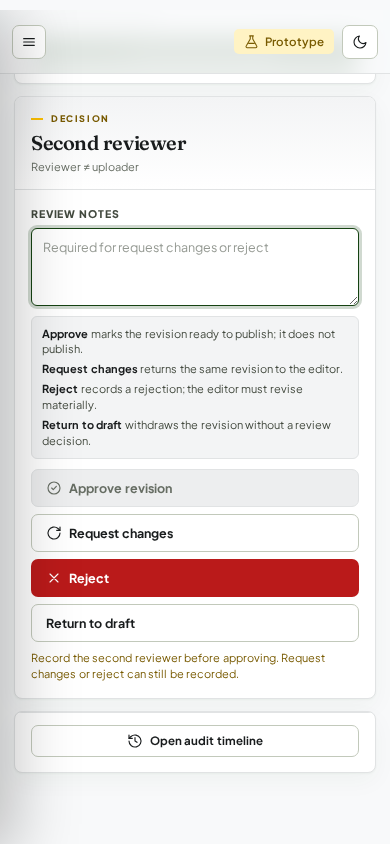 Prototype
DECISION
Second reviewer
Reviewer ≠ uploader
REVIEW NOTES
Required for request changes or reject
Approve marks the revision ready to publish; it does not
publish.
Request changes returns the same revision to the editor.
Reject records a rejection; the editor must revise
materially.
Return to draft withdraws the revision without a review
decision.
Approve revision
Request changes
Reject
Return to draft
Record the second reviewer before approving. Request
changes or reject can still be recorded.
Open audit timeline